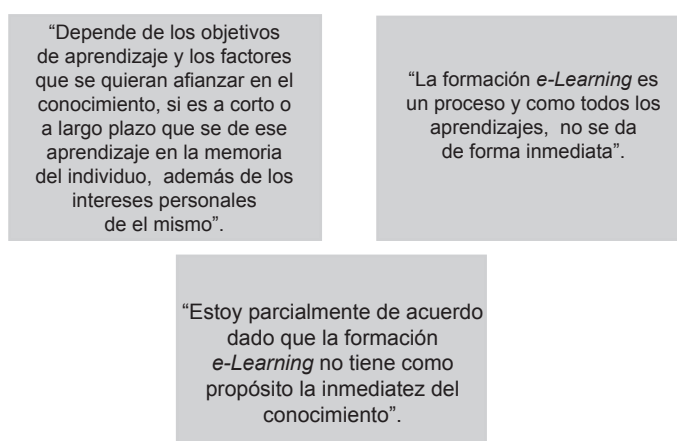 “Depende de los objetivos
de aprendizaje y los factores
que se quieran afianzar en el
conocimiento, si es a corto o
a largo plazo que se de ese
aprendizaje en la memoria
del individuo,  además de los
intereses personales
de el mismo”.
“La formación e-Learning es
un proceso y como todos los
aprendizajes,  no se da
de forma inmediata”.
“Estoy parcialmente de acuerdo
dado que la formación
e-Learning no tiene como
propósito la inmediatez del
conocimiento”.